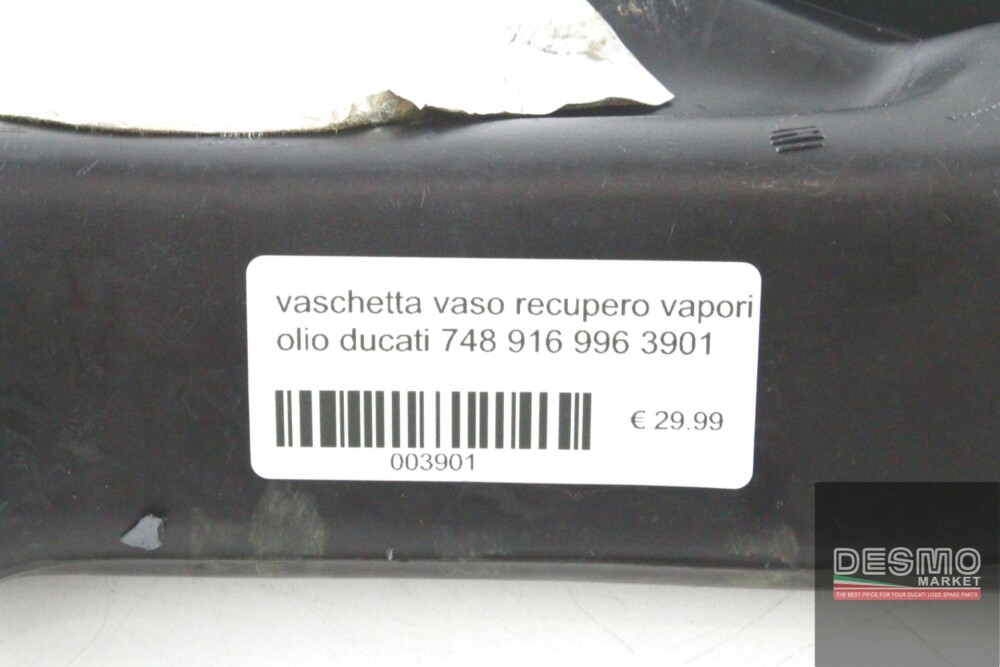 vaschetta vaso recupero vapori
olio ducati 748 916 996 3901
€ 29.99
003901
DESMO
MARKET
THE BEST PRICE FOR YOUR DUCATI USED SPARE PARTS